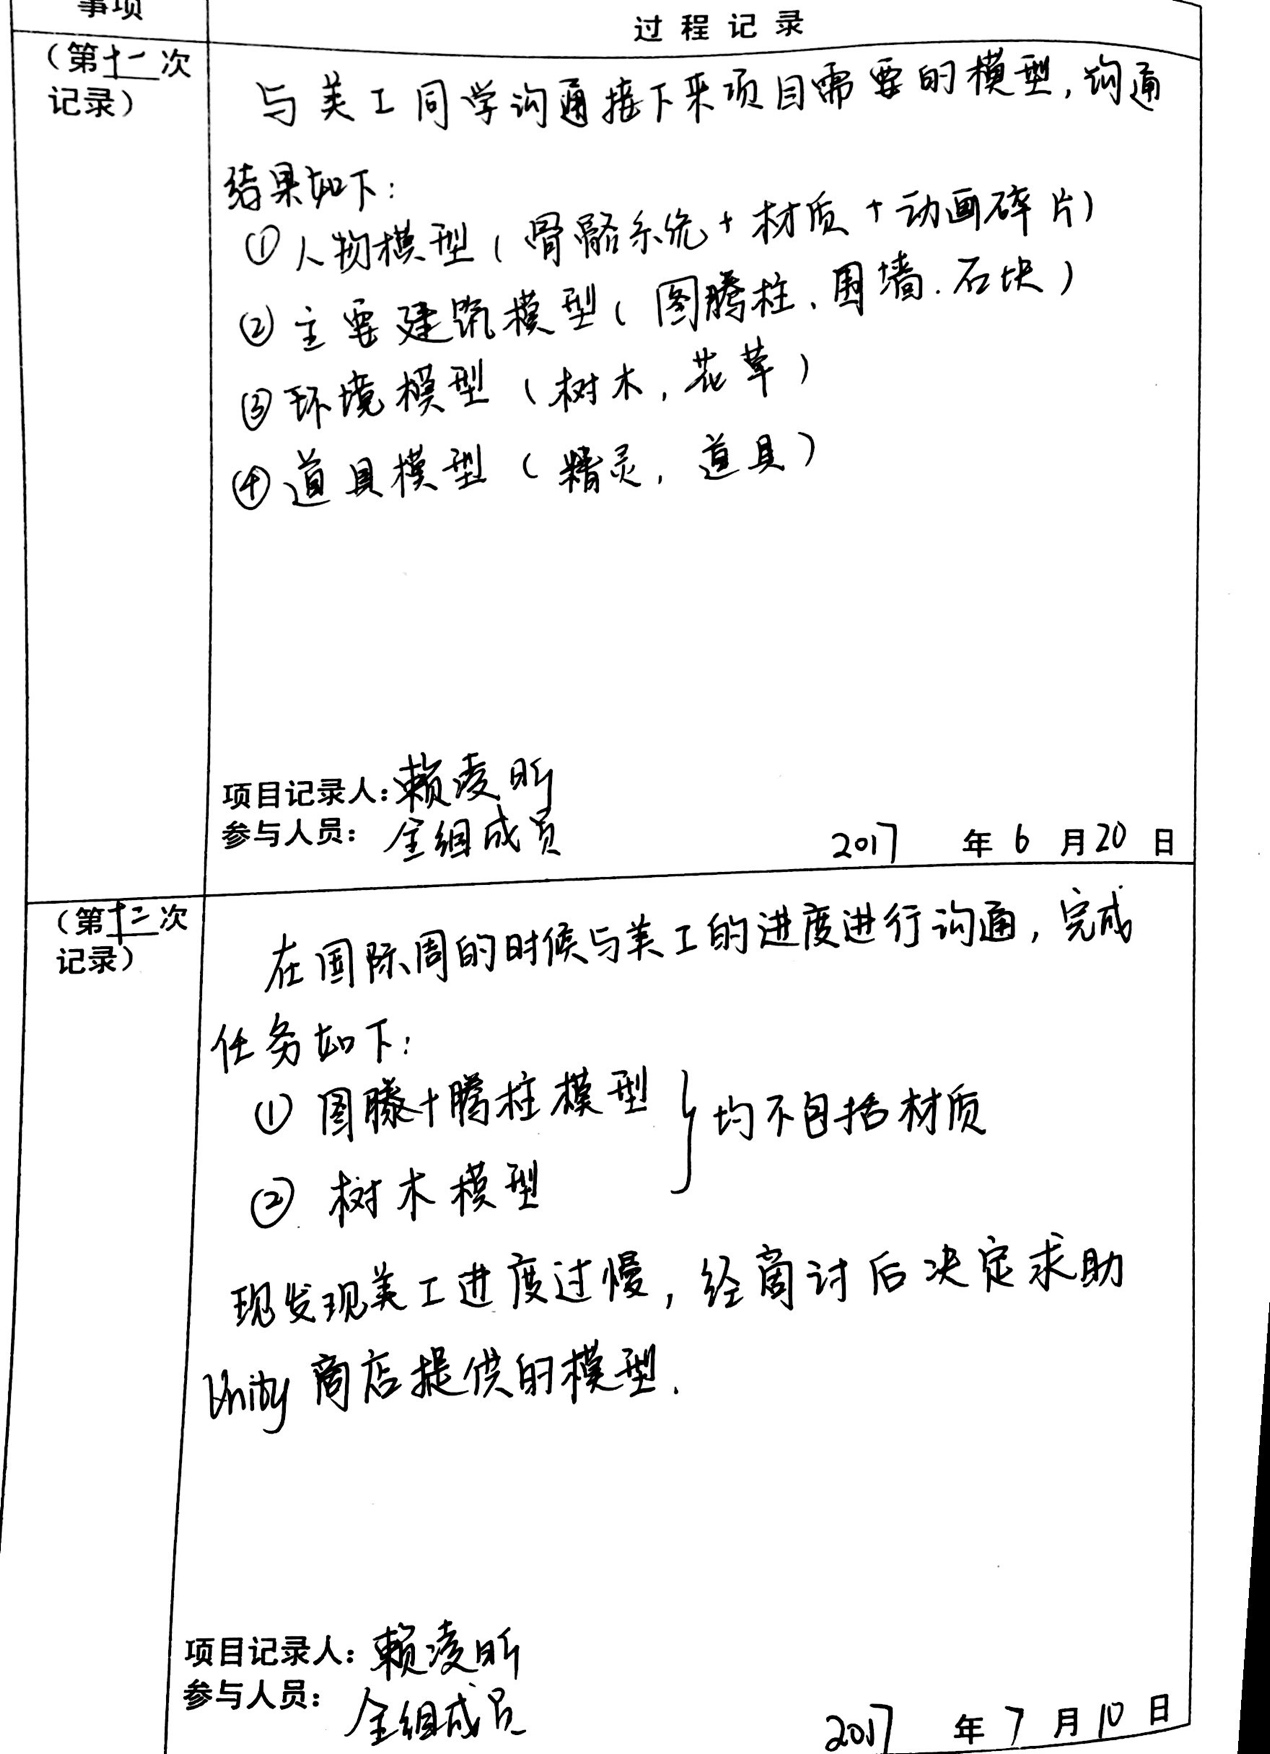 事项
过程记录
（第十一次
记录）
与美工同学沟通接下来项目需要的模型，沟通
结果如下：
①人物模型（骨骼系统+材质+动画碎片）
②主要建筑模型（图腾柱、围墙、石块）
③环境模型（树木，花草）
④道具模型（精灵，道具）
项目记录人：赖凌昕
参与人员：全组成员
2017 年 6 月 20 日
（第十二次
记录）
在国际周的时候与美工的进度进行沟通，完成
任务如下：
①图滕+腾柱模型 } 均不包括材质
②树木模型
现发现美工进度过慢，经商讨后决定求助
Unity商店提供的模型.
项目记录人：赖凌昕
参与人员：全组成员
2017 年 7 月 10 日